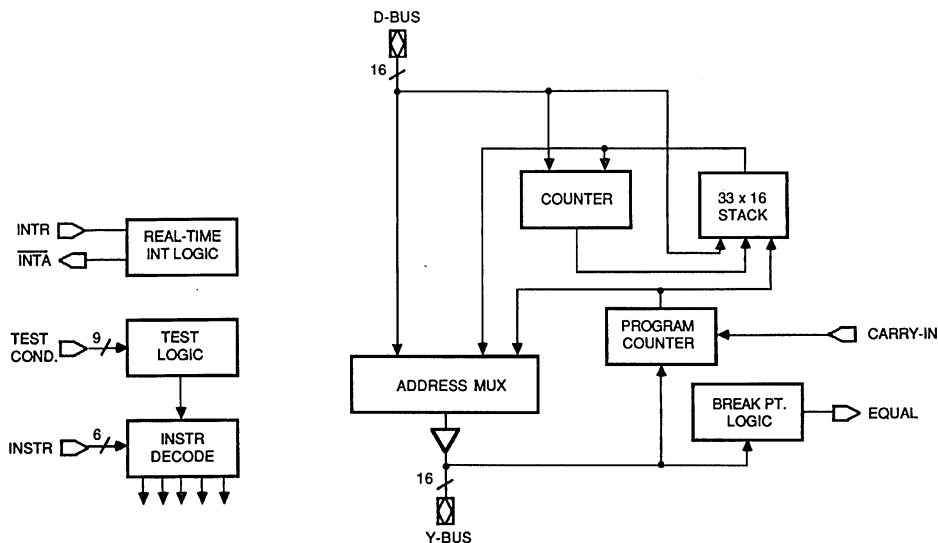 D-BUS
16
COUNTER
33 x 16
STACK
INTR
INTA
REAL-TIME
INT LOGIC
TEST
COND.
9
TEST
LOGIC
PROGRAM
COUNTER
CARRY-IN
ADDRESS MUX
BREAK PT.
LOGIC
EQUAL
INSTR
6
INSTR
DECODE
16
Y-BUS